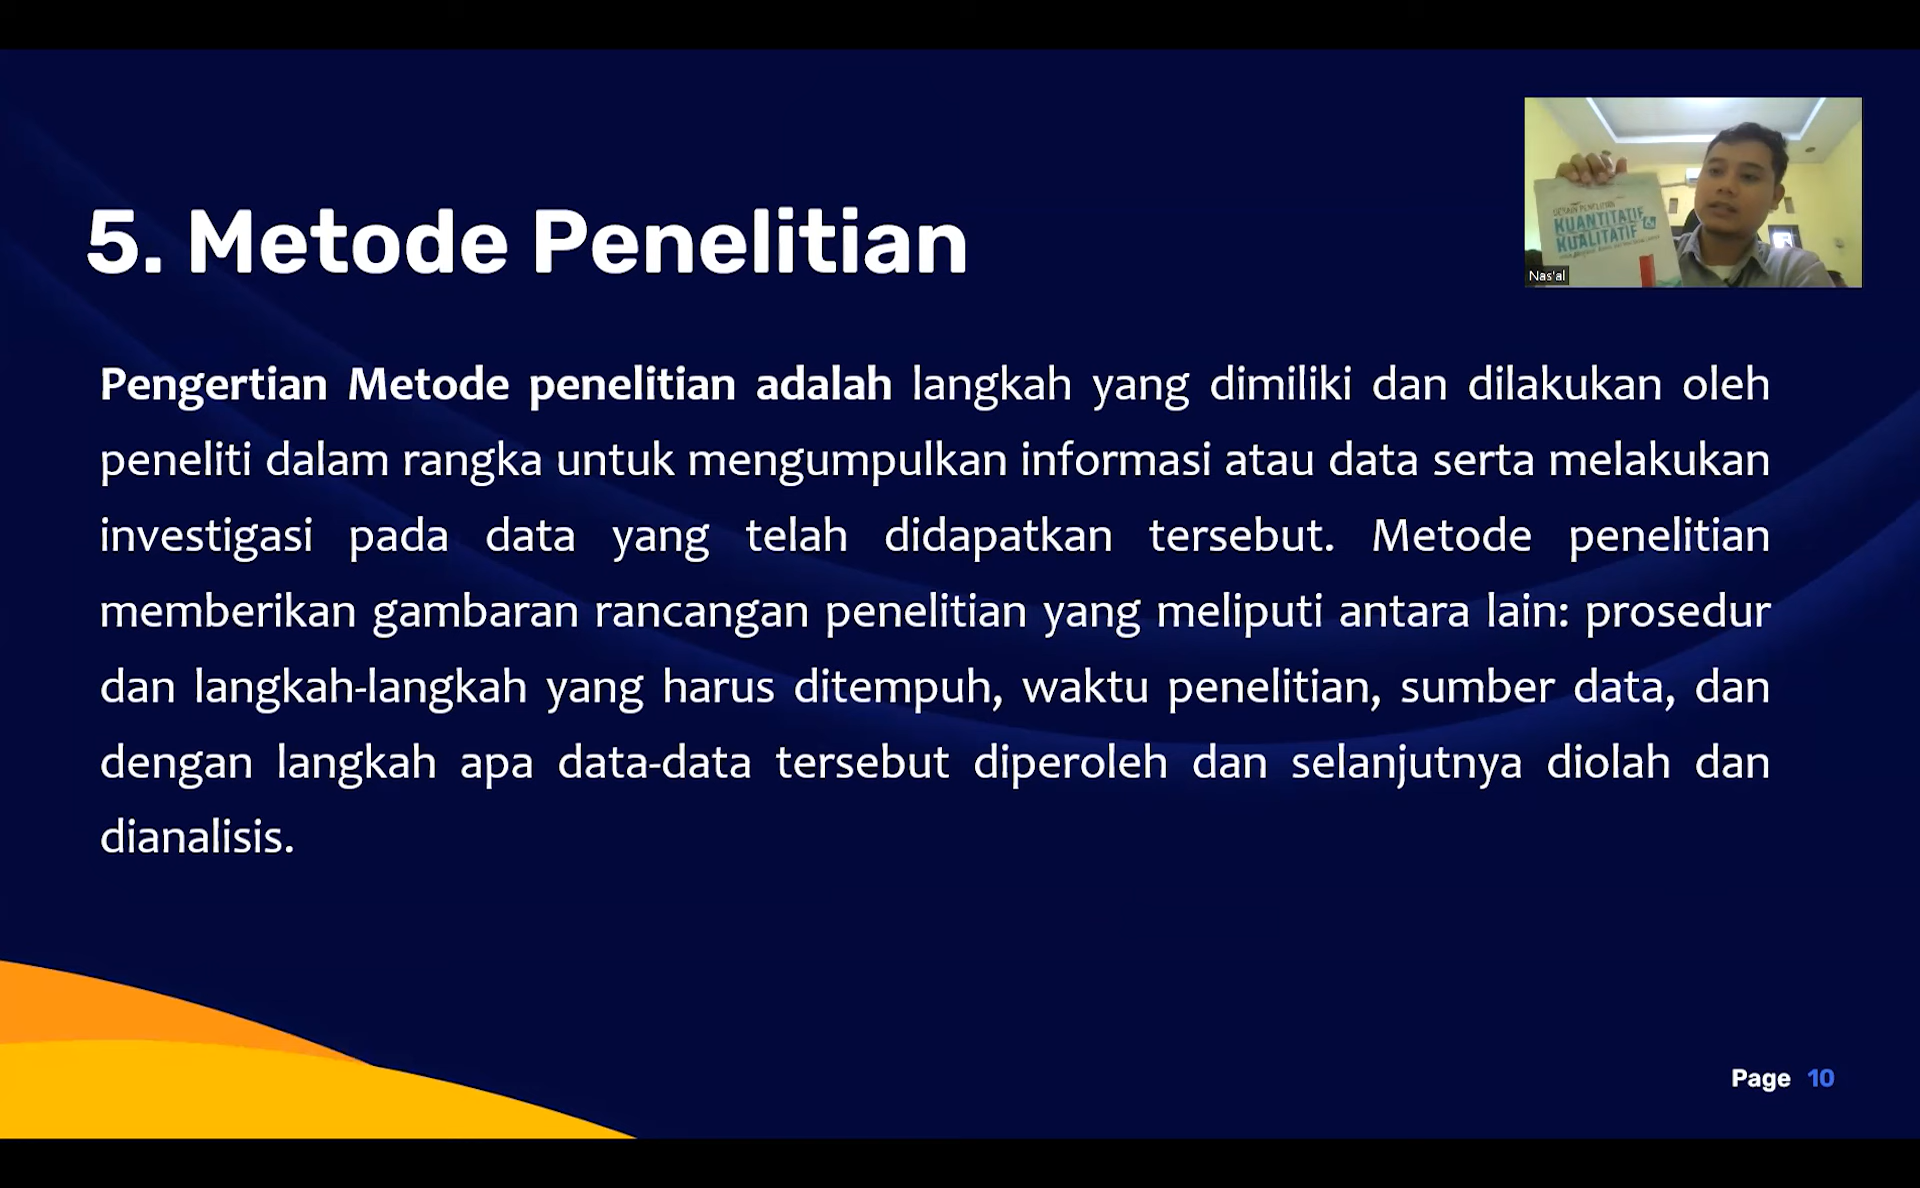 5. Metode Penelitian
DESAIN PENELITIAN
KUANTITATIF &
KUALITATIF
Nas'al
Pengertian Metode penelitian adalah langkah yang dimiliki dan dilakukan oleh
peneliti dalam rangka untuk mengumpulkan informasi atau data serta melakukan
investigasi pada data yang telah didapatkan tersebut. Metode penelitian
memberikan gambaran rancangan penelitian yang meliputi antara lain: prosedur
dan langkah-langkah yang harus ditempuh, waktu penelitian, sumber data, dan
dengan langkah apa data-data tersebut diperoleh dan selanjutnya diolah dan
dianalisis.
Page 10